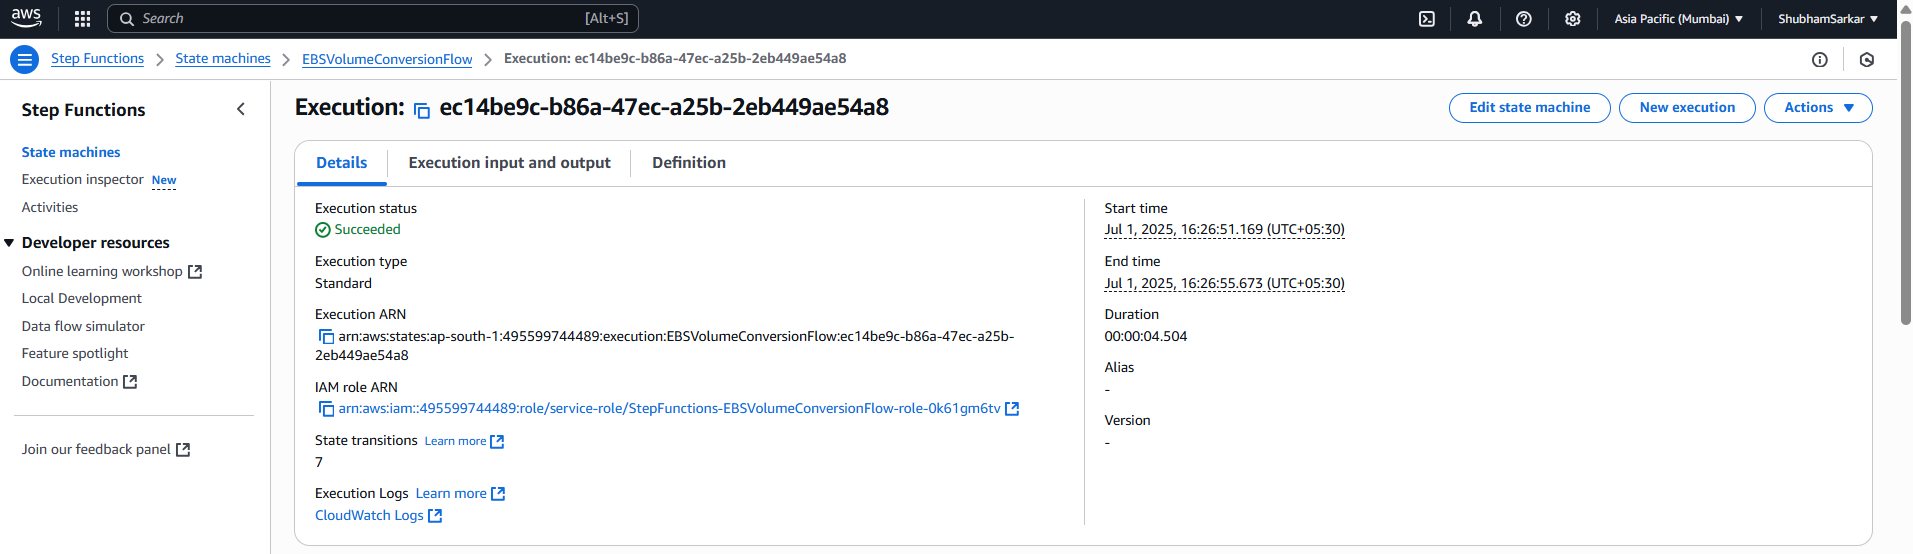 aws
Search
[Alt+S]
Asia Pacific (Mumbai)
ShubhamSarkar
Step Functions
State machines
EBSVolumeConversionFlow
Execution: ec14be9c-b86a-47ec-a25b-2eb449ae54a8
Step Functions
State machines
Execution inspector New
Activities
Developer resources
Online learning workshop
Local Development
Data flow simulator
Feature spotlight
Documentation
Join our feedback panel
Execution: ec14be9c-b86a-47ec-a25b-2eb449ae54a8
Edit state machine
New execution
Actions
Details
Execution input and output
Definition
Execution status
Succeeded
Execution type
Standard
Execution ARN
arn:aws:states:ap-south-1:495599744489:execution:EBSVolumeConversionFlow:ec14be9c-b86a-47ec-a25b-
2eb449ae54a8
IAM role ARN
arn:aws:iam::495599744489:role/service-role/StepFunctions-EBSVolumeConversionFlow-role-0k61gm6tv
State transitions Learn more
7
Execution Logs Learn more
CloudWatch Logs
Start time
Jul 1, 2025, 16:26:51.169 (UTC+05:30)
End time
Jul 1, 2025, 16:26:55.673 (UTC+05:30)
Duration
00:00:04.504
Alias
-
Version
-